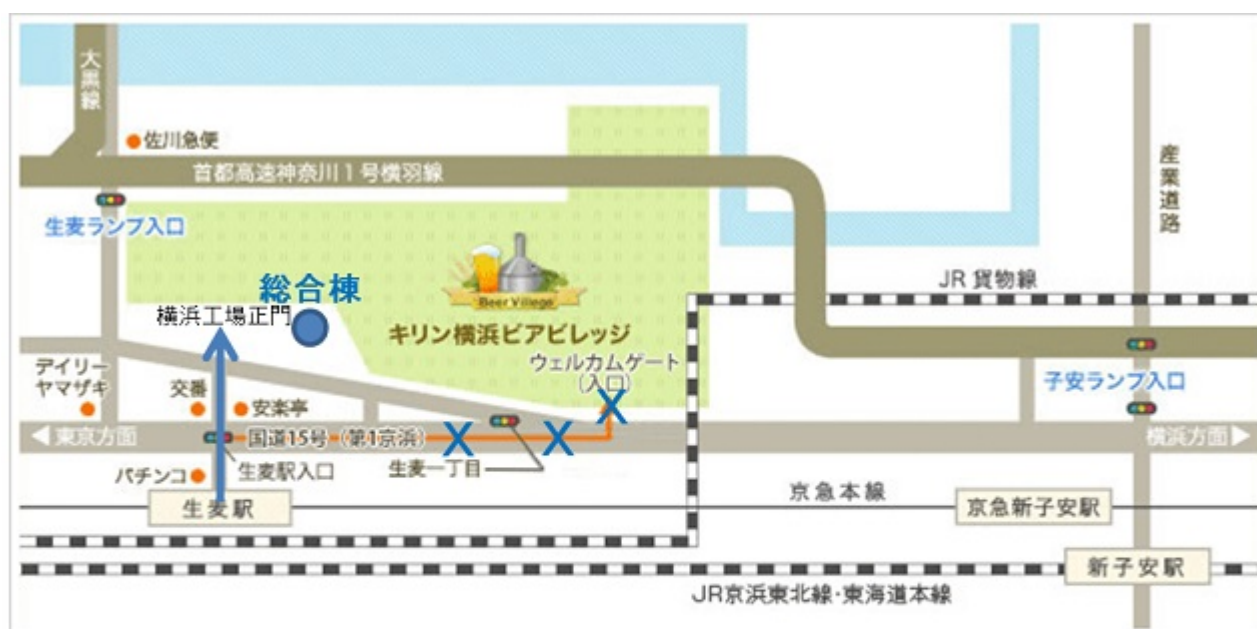 大黒線
佐川急便
首都高速神奈川1号横羽線
産業道路
生麦ランプ入口
総合棟
横浜工場正門
Beer Village
キリン横浜ビアビレッジ
JR 貨物線
ウェルカムゲート
(入口)
デイリー
ヤマザキ
交番
安楽亭
子安ランプ入口
X
東京方面
国道15号(第1京浜)
X
X
横浜方面
パチンコ
生麦駅入口
生麦一丁目
生麦駅
京急本線
京急新子安駅
新子安駅
JR京浜東北線・東海道本線